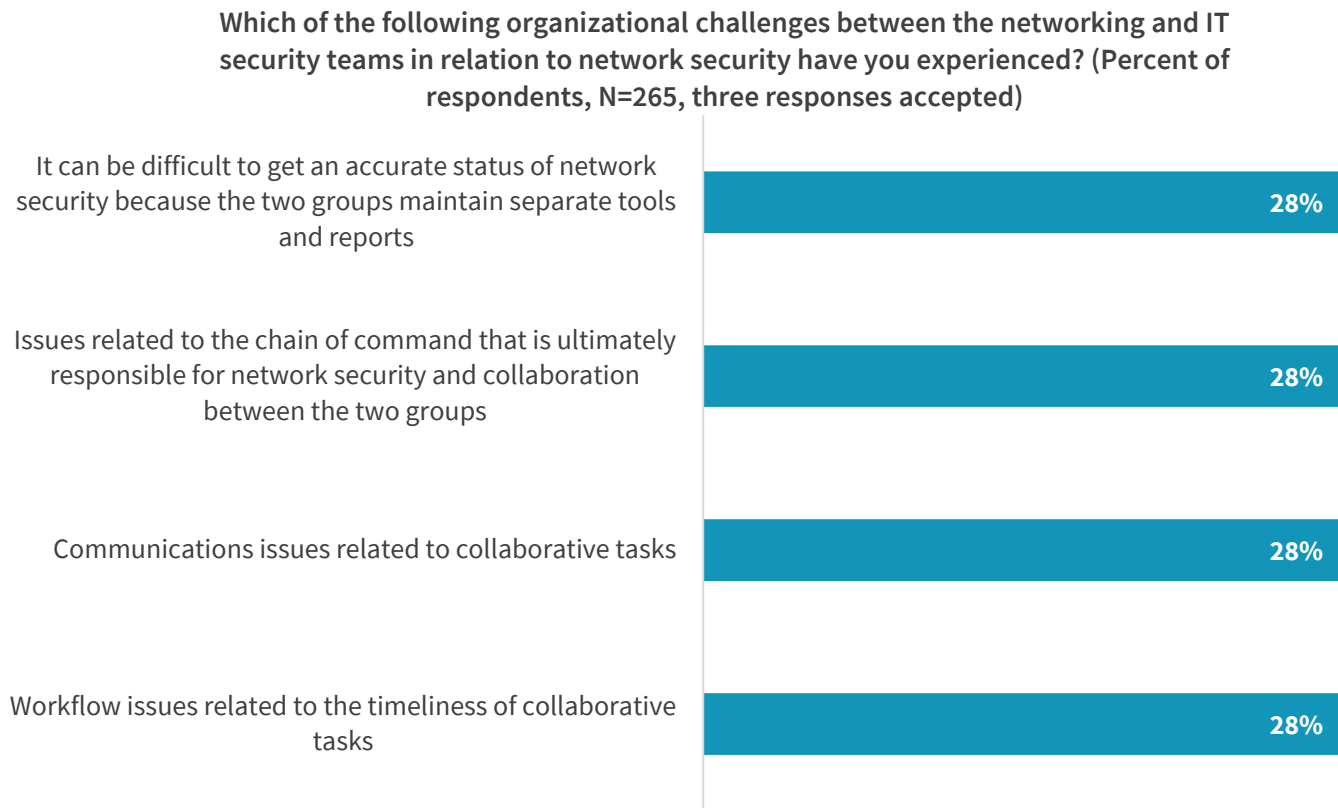 Which of the following organizational challenges between the networking and IT
security teams in relation to network security have you experienced? (Percent of
respondents, N=265, three responses accepted)
It can be difficult to get an accurate status of network
security because the two groups maintain separate tools
and reports
28%
Issues related to the chain of command that is ultimately
responsible for network security and collaboration
between the two groups
28%
Communications issues related to collaborative tasks
28%
Workflow issues related to the timeliness of collaborative
tasks
28%